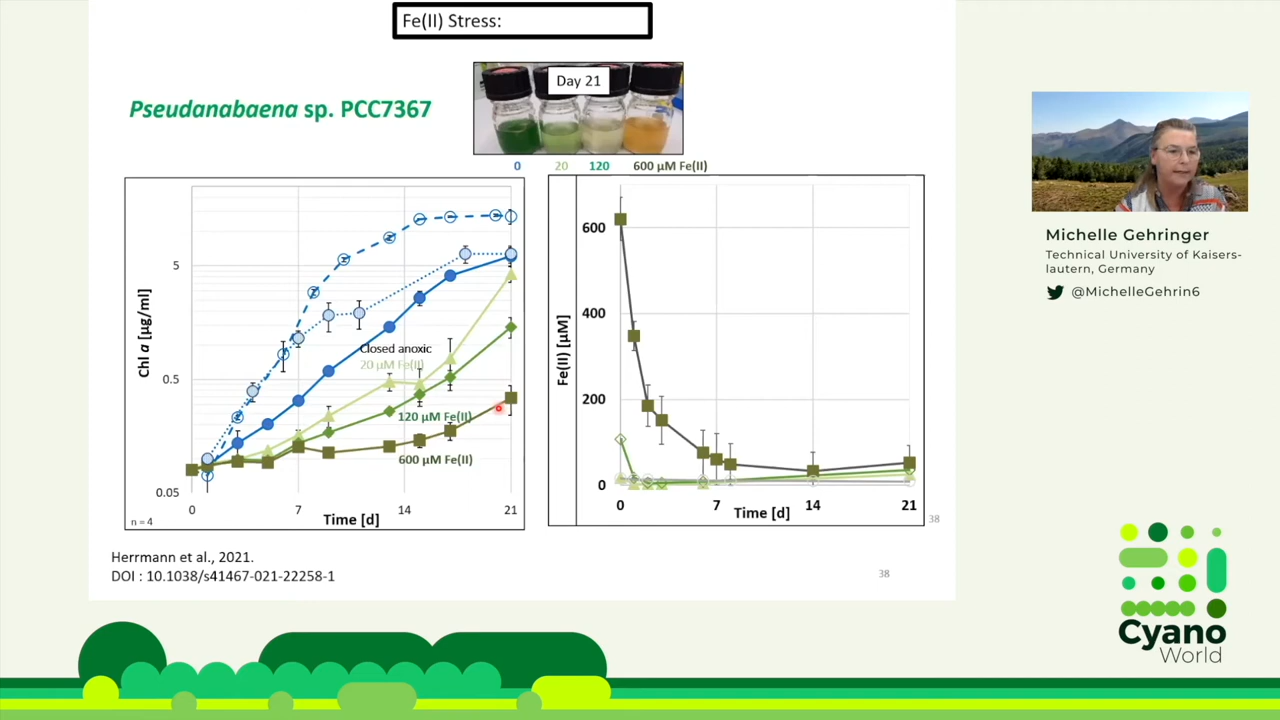 Fe(II) Stress:
Day 21
Pseudanabaena sp. PCC7367
0 20 120 600 µM Fe(II)
Chl a [µg/ml]
5
0.5
0.05
Closed anoxic
20 µM Fe(II)
120 µM Fe(II)
600 µM Fe(II)
0 7 14 21
Time [d]
n = 4
Fe(II) [µM]
600
400
200
0
0 7 14 21
Time [d]
38
Herrmann et al., 2021.
DOI : 10.1038/s41467-021-22258-1
38
Michelle Gehringer
Technical University of Kaisers-
lautern, Germany
@MichelleGehrin6
Cyano
World